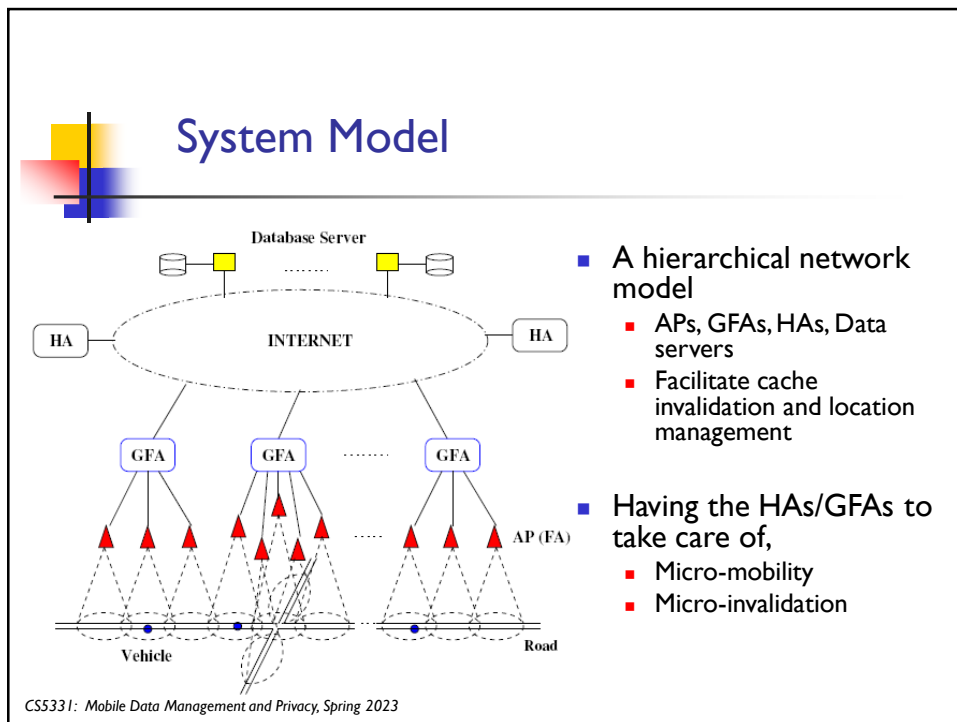 System Model
Database Server
HA
INTERNET
HA
GFA
GFA
GFA
AP (FA)
Vehicle
Road
A hierarchical network
model
APs, GFAs, HAs, Data
servers
Facilitate cache
invalidation and location
management
Having the HAs/GFAs to
take care of,
Micro-mobility
Micro-invalidation
CS5331: Mobile Data Management and Privacy, Spring 2023